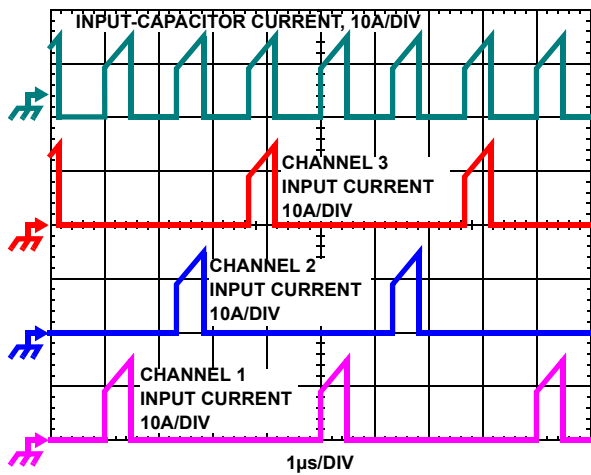 INPUT-CAPACITOR CURRENT, 10A/DIV
CHANNEL 3
INPUT CURRENT
10A/DIV
CHANNEL 2
INPUT CURRENT
10A/DIV
CHANNEL 1
INPUT CURRENT
10A/DIV
1µs/DIV